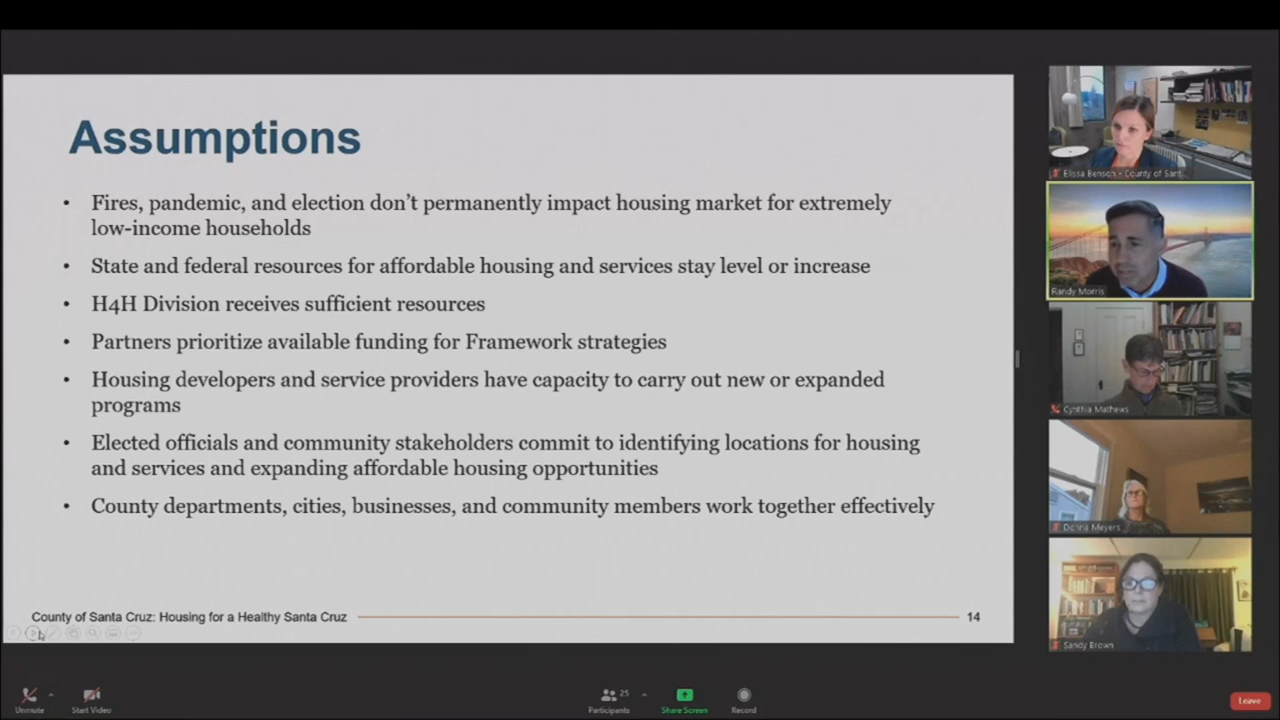 Assumptions
• Fires, pandemic, and election don’t permanently impact housing market for extremely
low-income households
• State and federal resources for affordable housing and services stay level or increase
• H4H Division receives sufficient resources
• Partners prioritize available funding for Framework strategies
• Housing developers and service providers have capacity to carry out new or expanded
programs
• Elected officials and community stakeholders commit to identifying locations for housing
and services and expanding affordable housing opportunities
• County departments, cities, businesses, and community members work together effectively
County of Santa Cruz: Housing for a Healthy Santa Cruz
14
Elissa Benson - County of Sant...
Randy Morris
Cynthia Mathews
Donna Meyers
Sandy Brown
Unmute
Start Video
25
Participants
Share Screen
Record
Leave